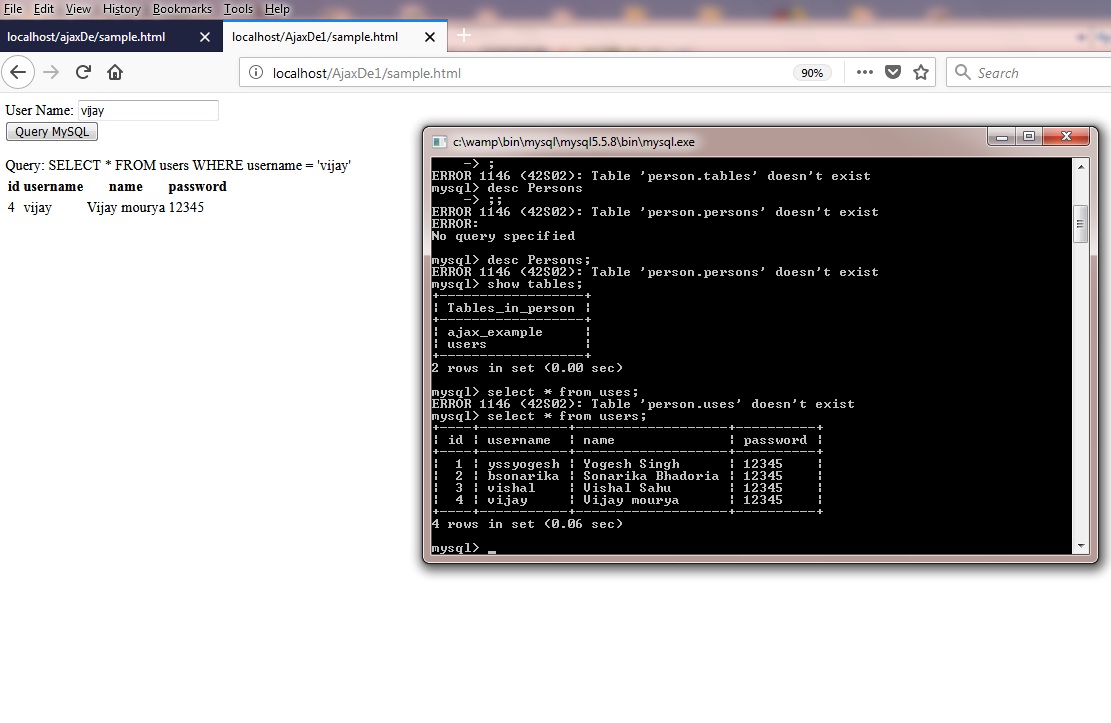 File Edit View History Bookmarks Tools Help
localhost/ajaxDe/sample.html
localhost/AjaxDe1/sample.html
localhost/AjaxDe1/sample.html 90% Search
User Name: vijay
Query MySQL
Query: SELECT * FROM users WHERE username = 'vijay'
id username name password
4 vijay Vijay mourya 12345
c:\wamp\bin\mysql\mysql5.5.8\bin\mysql.exe
-> ;
ERROR 1146 (42S02): Table 'person.tables' doesn't exist
mysql> desc Persons
-> ;;
ERROR 1146 (42S02): Table 'person.persons' doesn't exist
ERROR:
No query specified
mysql> desc Persons;
ERROR 1146 (42S02): Table 'person.persons' doesn't exist
mysql> show tables;
+------------------+
| Tables_in_person |
+------------------+
| ajax_example |
| users |
+------------------+
2 rows in set (0.00 sec)
mysql> select * from uses;
ERROR 1146 (42S02): Table 'person.uses' doesn't exist
mysql> select * from users;
+----+-----------+-------------------+----------+
| id | username | name | password |
+----+-----------+-------------------+----------+
| 1 | yssyogesh | Yogesh Singh | 12345 |
| 2 | bsonarika | Sonarika Bhadoria | 12345 |
| 3 | vishal | Vishal Sahu | 12345 |
| 4 | vijay | Vijay mourya | 12345 |
+----+-----------+-------------------+----------+
4 rows in set (0.06 sec)
mysql> _